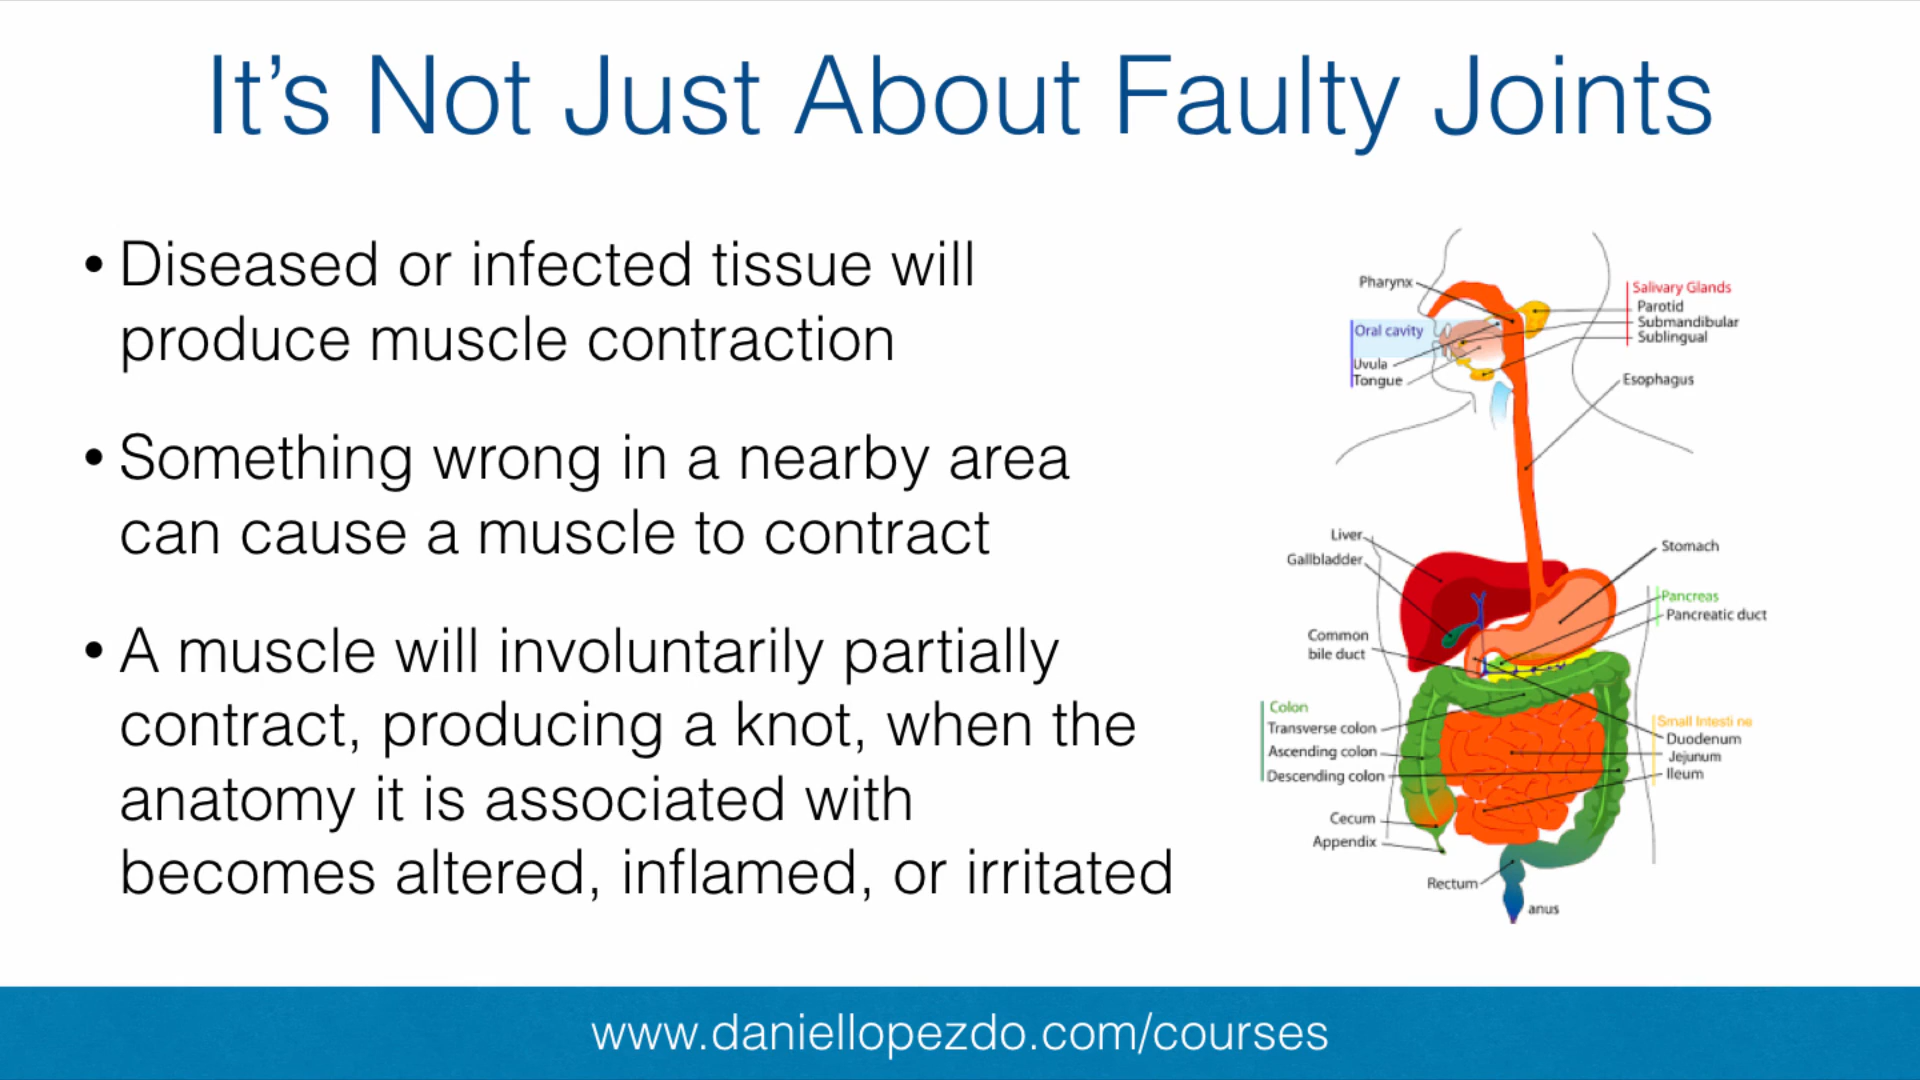 It's Not Just About Faulty Joints
• Diseased or infected tissue will
produce muscle contraction
• Something wrong in a nearby area
can cause a muscle to contract
• A muscle will involuntarily partially
contract, producing a knot, when the
anatomy it is associated with
becomes altered, inflamed, or irritated
Pharynx
Oral cavity
Uvula
Tongue
Salivary Glands
Parotid
Submandibular
Sublingual
Esophagus
Liver
Gallbladder
Common
bile duct
Stomach
Pancreas
Pancreatic duct
Colon
Transverse colon
Ascending colon
Descending colon
Cecum
Appendix
Small Intesti ne
Duodenum
Jejunum
Ileum
Rectum
anus
www.daniellopezdo.com/courses